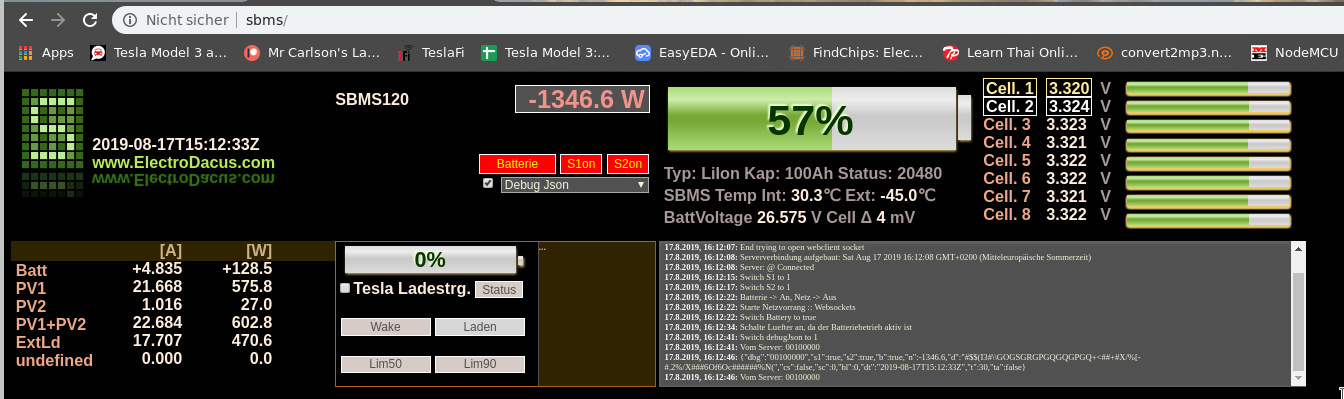 Nicht sicher | sbms/
Apps Tesla Model 3 a… Mr Carlson's La… TeslaFi Tesla Model 3:… EasyEDA - Onli… FindChips: Elec… Learn Thai Onli… convert2mp3.n… NodeMCU
SBMS120
-1346.6 W
2019-08-17T15:12:33Z
www.ElectroDacus.com
Batterie S1on S2on
Debug Json
57%
Typ: LiIon Kap: 100Ah Status: 20480
SBMS Temp Int: 30.3℃ Ext: -45.0℃
BattVoltage 26.575 V Cell Δ 4 mV
Cell. 1 3.320 V
Cell. 2 3.324 V
Cell. 3 3.323 V
Cell. 4 3.321 V
Cell. 5 3.322 V
Cell. 6 3.322 V
Cell. 7 3.321 V
Cell. 8 3.322 V
[A] [W]
Batt +4.835 +128.5
PV1 21.668 575.8
PV2 1.016 27.0
PV1+PV2 22.684 602.8
ExtLd 17.707 470.6
undefined 0.000 0.0
0%
Tesla Ladestrg. Status
Wake Laden
Lim50 Lim90
...
17.8.2019, 16:12:07: End trying to open webclient socket
17.8.2019, 16:12:08: Serververbindung aufgebaut: Sat Aug 17 2019 16:12:08 GMT+0200 (Mitteleuropäische Sommerzeit)
17.8.2019, 16:12:08: Server: @ Connected
17.8.2019, 16:12:15: Switch S1 to 1
17.8.2019, 16:12:17: Switch S2 to 1
17.8.2019, 16:12:22: Batterie -> An, Netz -> Aus
17.8.2019, 16:12:22: Starte Netzvorrang :: Websockets
17.8.2019, 16:12:22: Switch Battery to true
17.8.2019, 16:12:34: Schalte Luefter an, da der Batteriebetrieb aktiv ist
17.8.2019, 16:12:41: Switch debugJson to 1
17.8.2019, 16:12:41: Vom Server: 00100000
17.8.2019, 16:12:46: {"dbg":"00100000","s1":true,"s2":true,"b":true,"n":-1346.6,"d":"#$$(I3#\\GOGSGRGPGQGQGPGQ+<##+#X/%[-
#.2%/X###6Of6Oc######%N(","cs":false,"sc":0,"bl":0,"dt":"2019-08-17T15:12:33Z","t":30,"ta":false}
17.8.2019, 16:12:46: Vom Server: 00100000